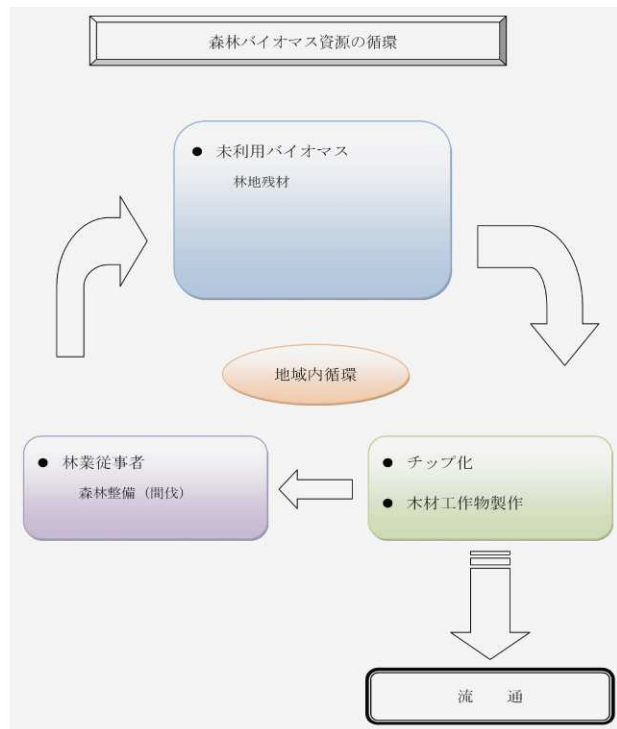 森林バイオマス資源の循環
● 未利用バイオマス
林地残材
地域内循環
● 林業従事者
森林整備（間伐）
● チップ化
● 木材工作物製作
流　　通